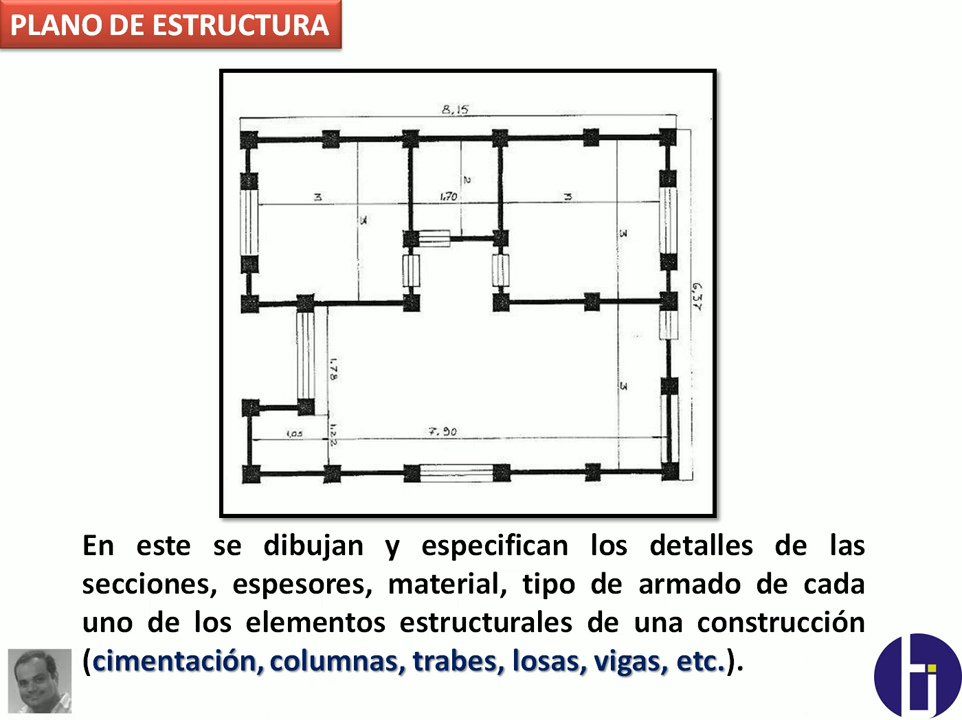 PLANO DE ESTRUCTURA
8,15
3
1,70
3
2
3
3
6,37
1,78
3
1,05
1,22
7.90
En este se dibujan y especifican los detalles de las
secciones, espesores, material, tipo de armado de cada
uno de los elementos estructurales de una construcción
(cimentación, columnas, trabes, losas, vigas, etc.).